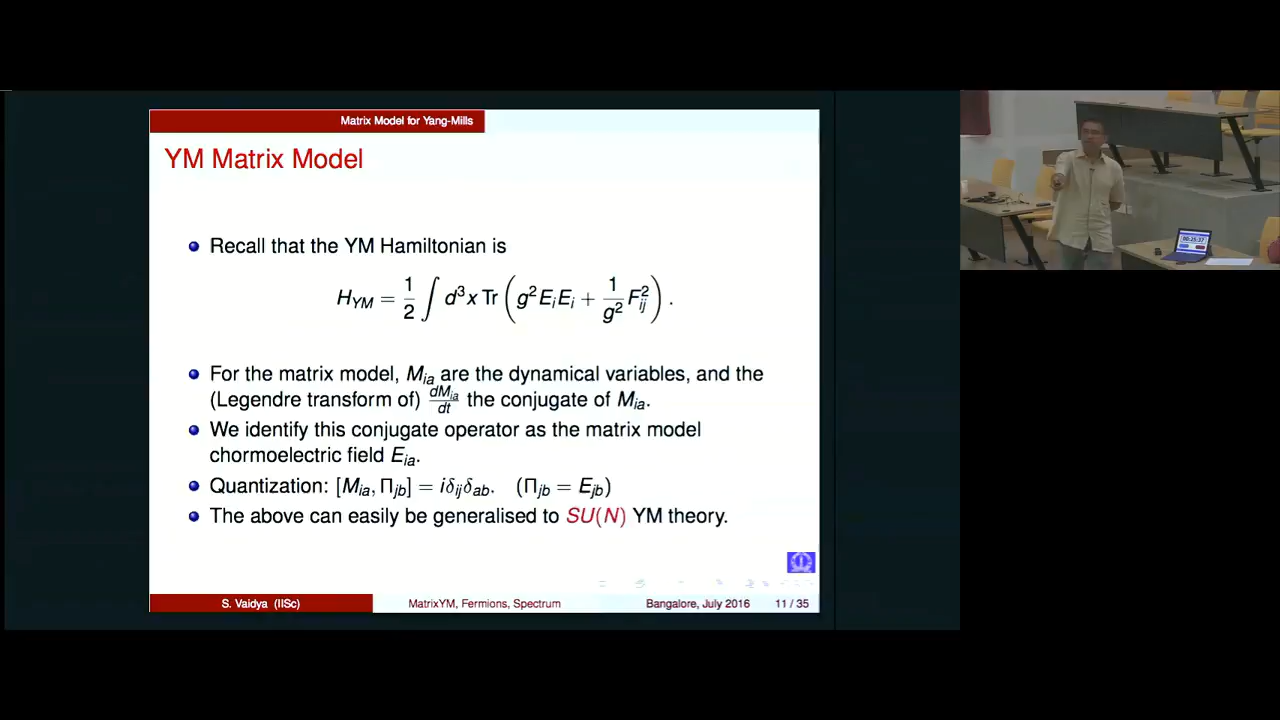 Matrix Model for Yang-Mills
YM Matrix Model
Recall that the YM Hamiltonian is
H_YM = 1/2 ∫ d³x Tr ( g² E_i E_i + 1/g² F²_ij ) .
For the matrix model, M_ia are the dynamical variables, and the
(Legendre transform of) dM_ia/dt the conjugate of M_ia.
We identify this conjugate operator as the matrix model
chormoelectric field E_ia.
Quantization: [M_ia, Π_jb] = iδ_ij δ_ab. (Π_jb = E_jb)
The above can easily be generalised to SU(N) YM theory.
S. Vaidya (IISc) MatrixYM, Fermions, Spectrum Bangalore, July 2016 11 / 35